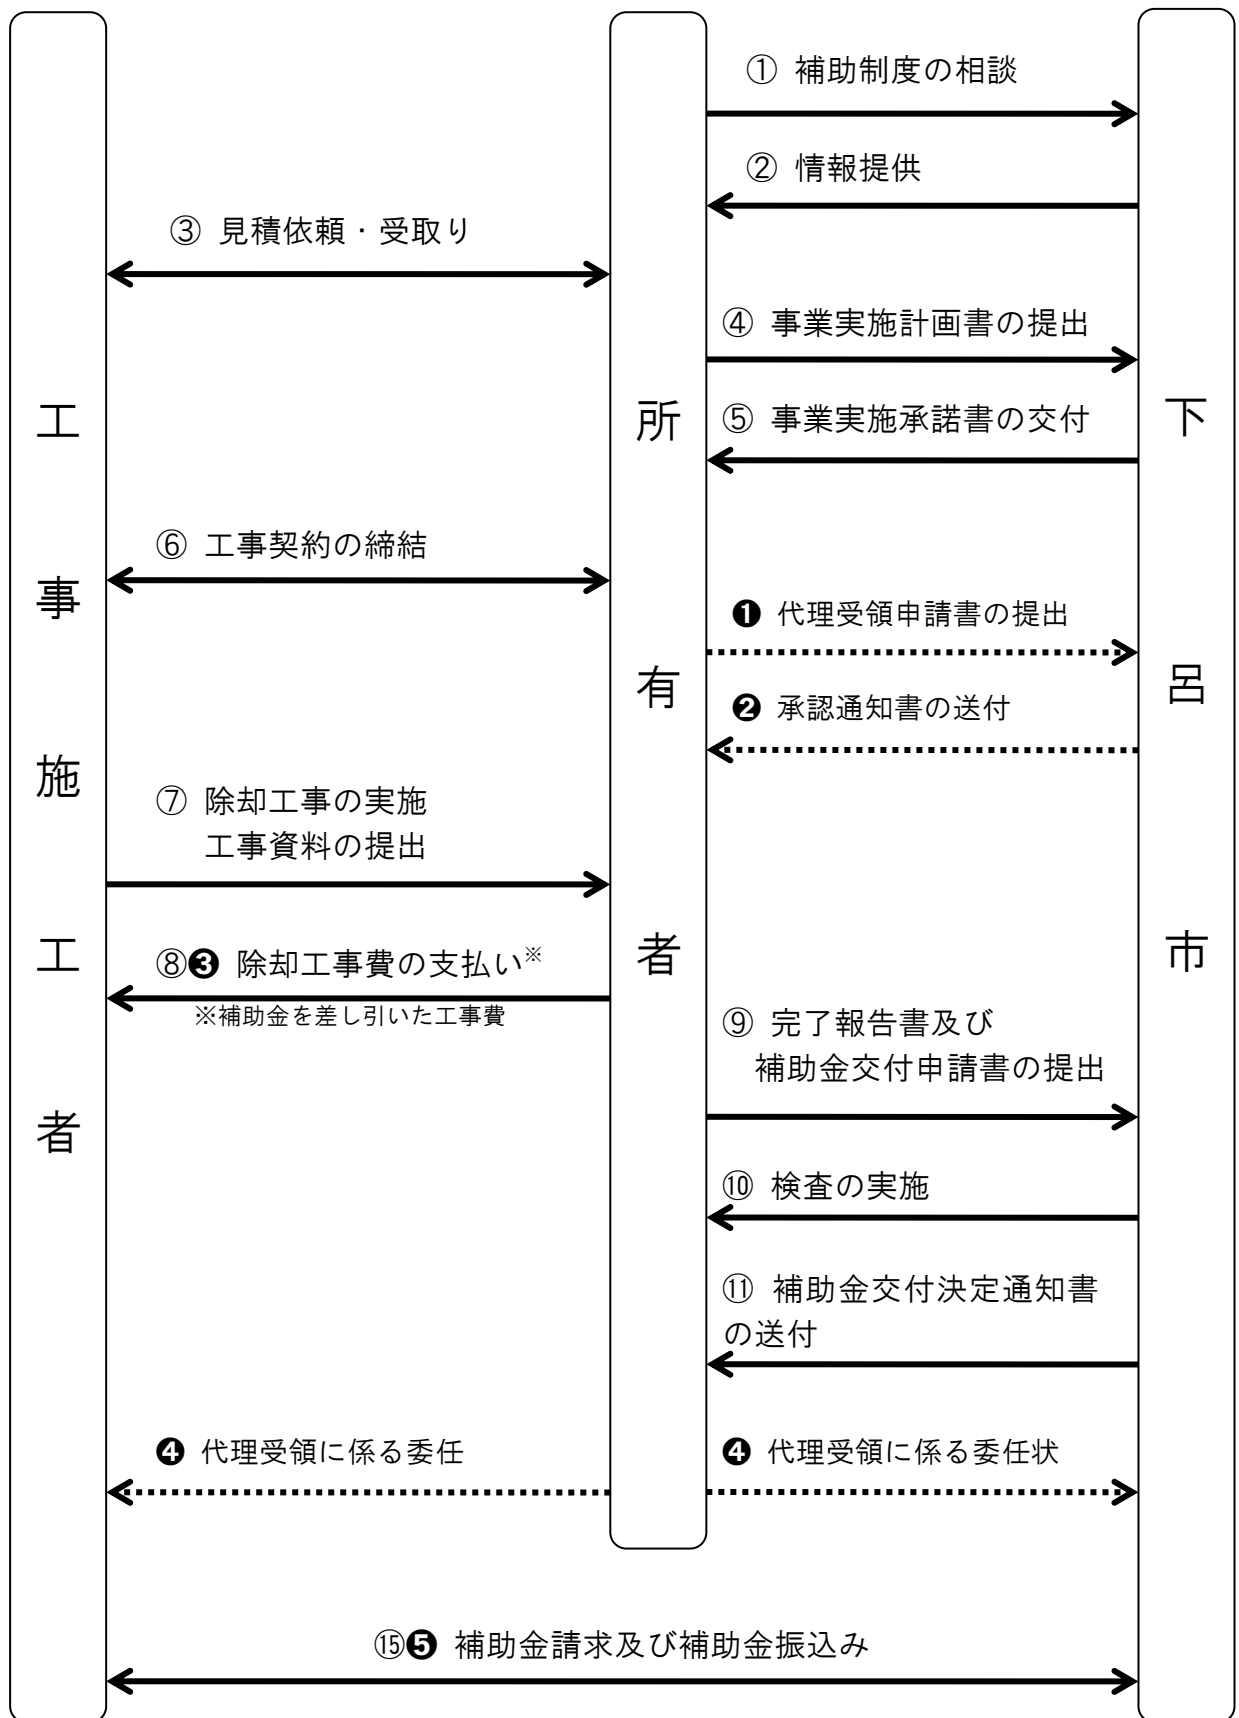 ① 補助制度の相談
② 情報提供
③ 見積依頼・受取り
④ 事業実施計画書の提出
⑤ 事業実施承諾書の交付
⑥ 工事契約の締結
❶ 代理受領申請書の提出
❷ 承認通知書の送付
⑦ 除却工事の実施
工事資料の提出
⑧❸ 除却工事費の支払い※
※補助金を差し引いた工事費
⑨ 完了報告書及び
補助金交付申請書の提出
⑩ 検査の実施
⑪ 補助金交付決定通知書
の送付
❹ 代理受領に係る委任
❹ 代理受領に係る委任状
⑮❺ 補助金請求及び補助金振込み
工事施工者
所有者
下呂市